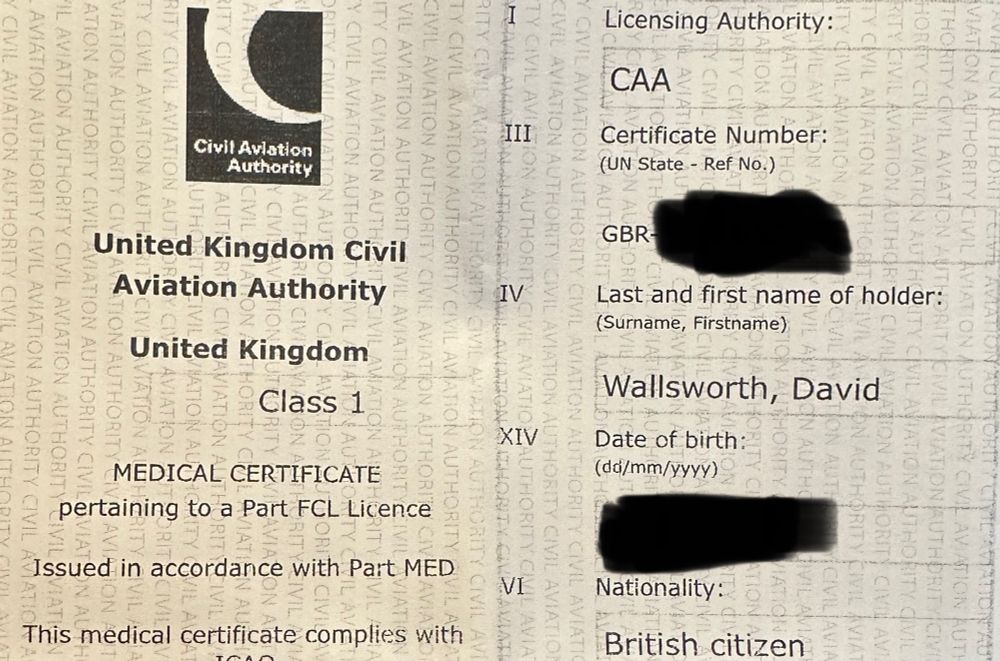 Civil Aviation
Authority
United Kingdom Civil
Aviation Authority
United Kingdom
Class 1
MEDICAL CERTIFICATE
pertaining to a Part FCL Licence
Issued in accordance with Part MED
This medical certificate complies with
ICAO
I
Licensing Authority:
CAA
III
Certificate Number:
(UN State - Ref No.)
GBR-
IV
Last and first name of holder:
(Surname, Firstname)
Wallsworth, David
XIV
Date of birth:
(dd/mm/yyyy)
VI
Nationality:
British citizen